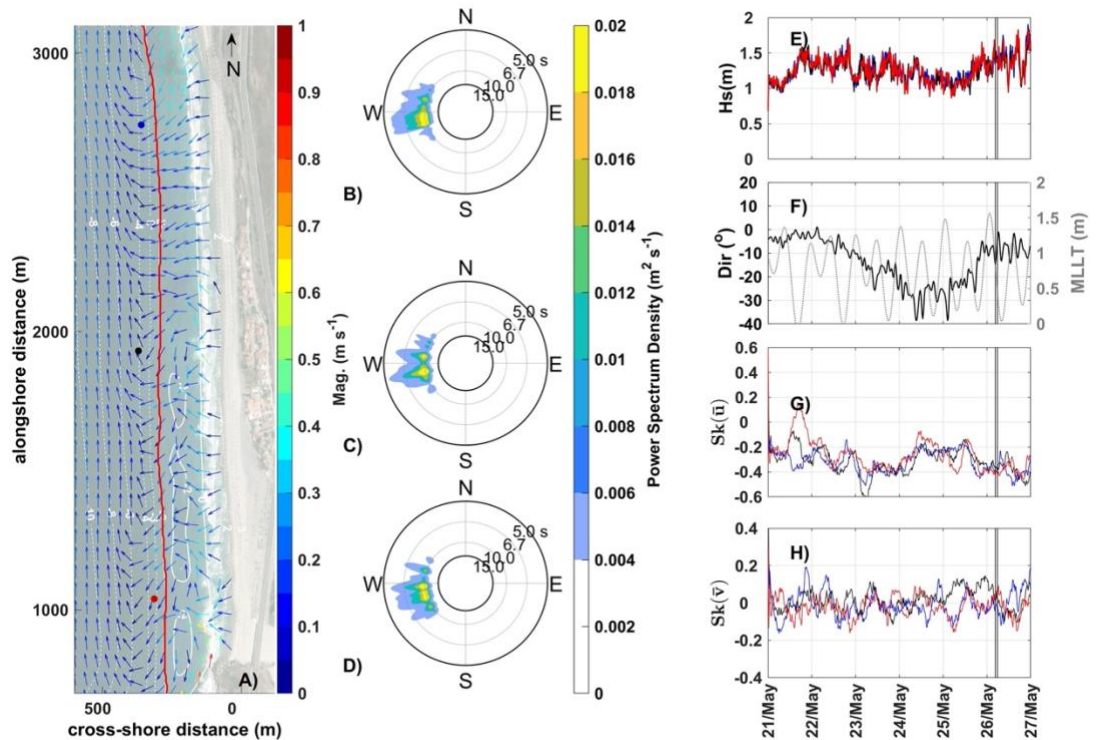 3200
3000
2000
1000
500
0
alongshore distance (m)
cross-shore distance (m)
N
A)
1
0.9
0.8
0.7
0.6
0.5
0.4
0.3
0.2
0.1
0
Mag. (m s⁻¹)
N
W
E
S
5.0 s
6.7
10.0
15.0
B)
N
W
E
S
5.0 s
6.7
10.0
15.0
C)
N
W
E
S
5.0 s
6.7
10.0
15.0
D)
0.02
0.018
0.016
0.014
0.012
0.01
0.008
0.006
0.004
0.002
0
Power Spectrum Density (m² s⁻¹)
E)
Hs(m)
2
1.5
1
0.5
0
F)
Dir (°)
20
10
0
-10
-20
-30
-40
2
1.5
1
0.5
0
MLLT (m)
G)
Sk(ū)
0.6
0.4
0.2
0
-0.2
-0.4
-0.6
H)
Sk(v̄)
0.4
0.2
0
-0.2
-0.4
21/May
22/May
23/May
24/May
25/May
26/May
27/May